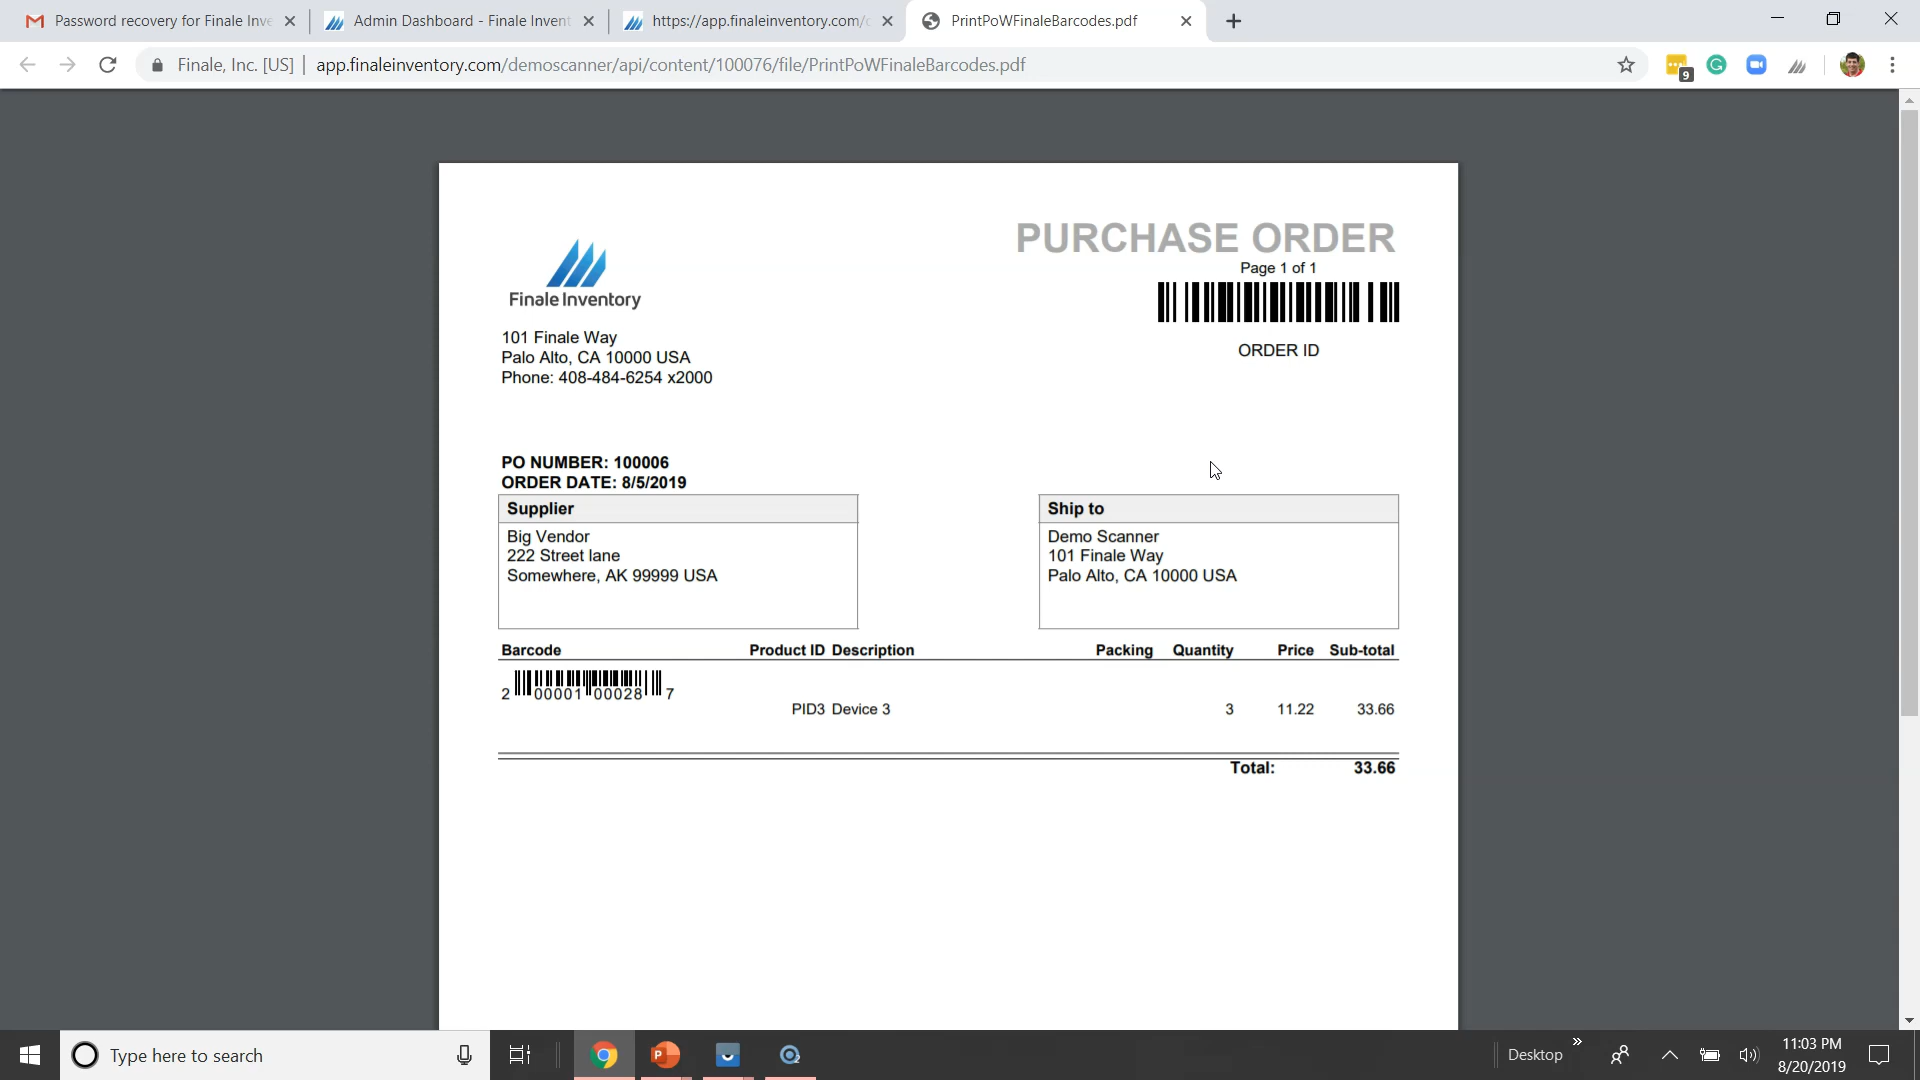 Password recovery for Finale Inve
Admin Dashboard - Finale Invent
https://app.finaleinventory.com/
PrintPoWFinaleBarcodes.pdf
Finale, Inc. [US]
app.finaleinventory.com/demoscanner/api/content/100076/file/PrintPoWFinaleBarcodes.pdf
9
PURCHASE ORDER
Page 1 of 1
Finale Inventory
ORDER ID
101 Finale Way
Palo Alto, CA 10000 USA
Phone: 408-484-6254 x2000
PO NUMBER: 100006
ORDER DATE: 8/5/2019
Supplier
Big Vendor
222 Street lane
Somewhere, AK 99999 USA
Ship to
Demo Scanner
101 Finale Way
Palo Alto, CA 10000 USA
Barcode Product ID Description Packing Quantity Price Sub-total
2 00001 00028 7
PID3 Device 3 3 11.22 33.66
Total: 33.66
Type here to search
Desktop
11:03 PM
8/20/2019